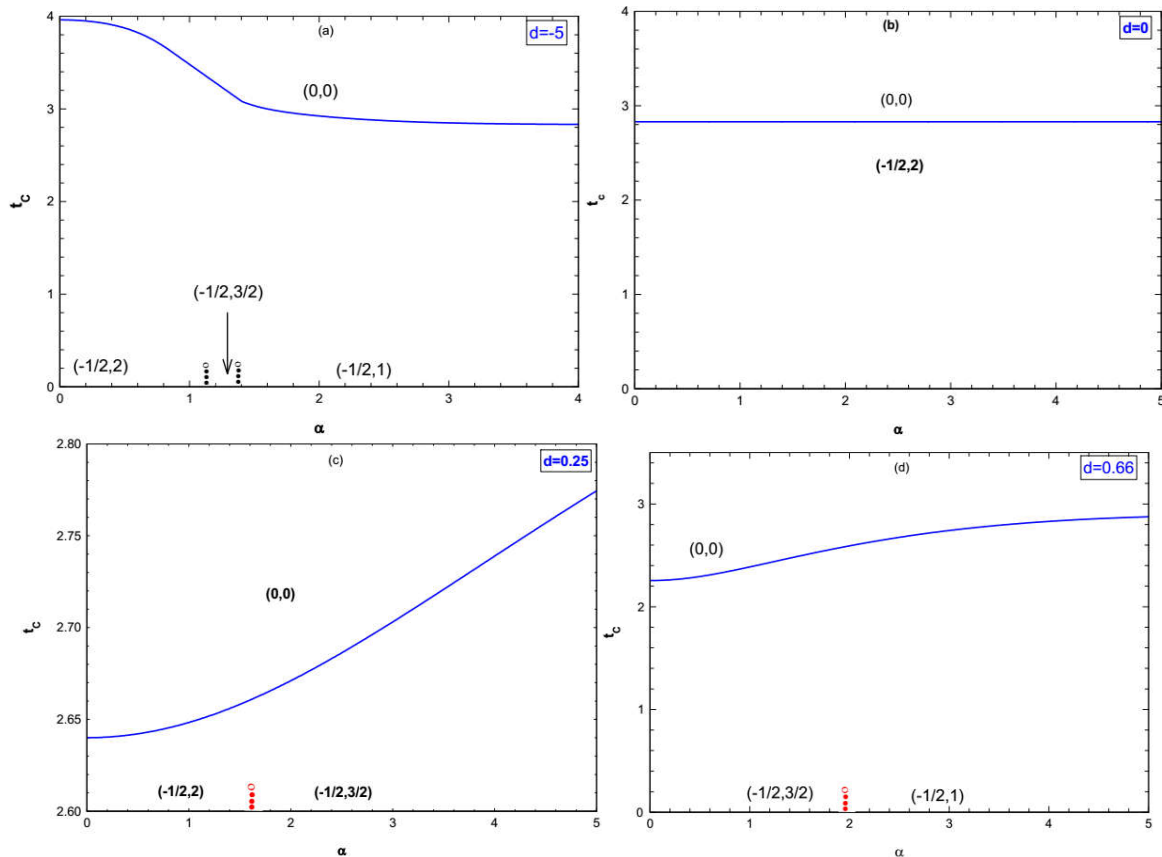 (a)
d=-5
(0,0)
(-1/2,3/2)
(-1/2,2)
(-1/2,1)
t_c
4
3
2
1
0
0 1 2 3 4
α
(b)
d=0
(0,0)
(-1/2,2)
t_c
4
3
2
1
0
0 1 2 3 4 5
α
(c)
d=0.25
(0,0)
(-1/2,2)
(-1/2,3/2)
t_c
2.80
2.75
2.70
2.65
2.60
0 1 2 3 4 5
α
(d)
d=0.66
(0,0)
(-1/2,3/2)
(-1/2,1)
t_c
3
2
1
0
0 1 2 3 4 5
α